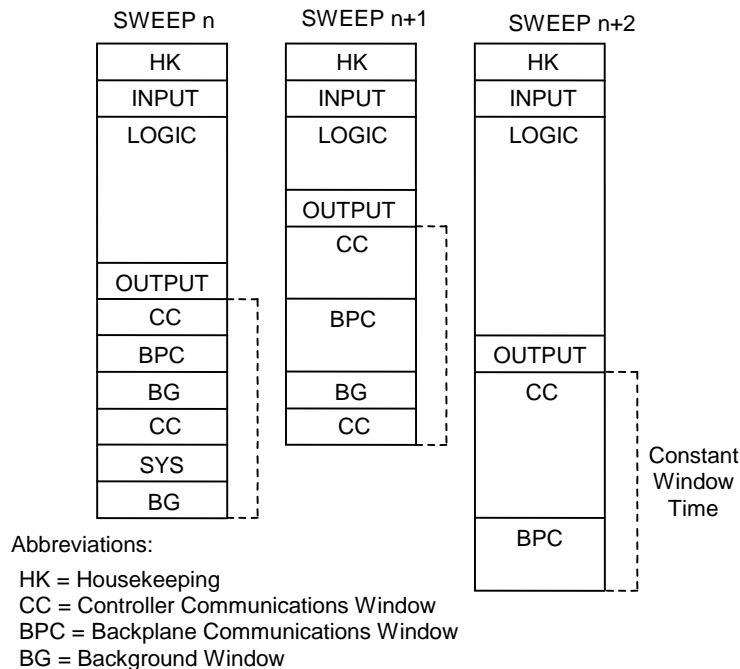 SWEEP n
HK
INPUT
LOGIC
OUTPUT
CC
BPC
BG
CC
SYS
BG
SWEEP n+1
HK
INPUT
LOGIC
OUTPUT
CC
BPC
BG
CC
SWEEP n+2
HK
INPUT
LOGIC
OUTPUT
CC
BPC
Constant
Window
Time
Abbreviations:
HK = Housekeeping
CC = Controller Communications Window
BPC = Backplane Communications Window
BG = Background Window